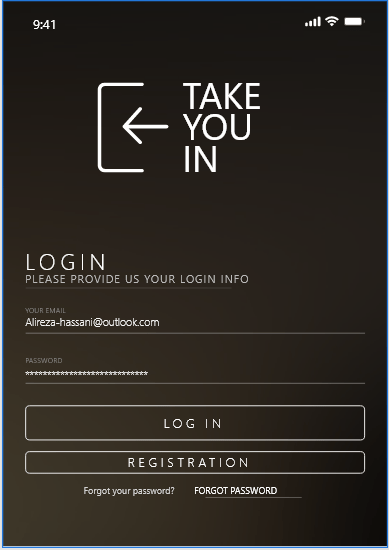 9:41
TAKE
YOU
IN
LOGIN
PLEASE PROVIDE US YOUR LOGIN INFO
YOUR EMAIL
Alireza-hassani@outlook.com
PASSWORD
****************************
LOG IN
REGISTRATION
Forgot your password? FORGOT PASSWORD